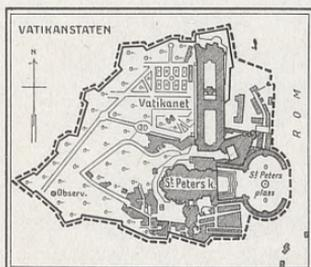 VATIKANSTATEN
N
Vatikanet
ROM
St Peters k.
St Peters
plass
Observ.